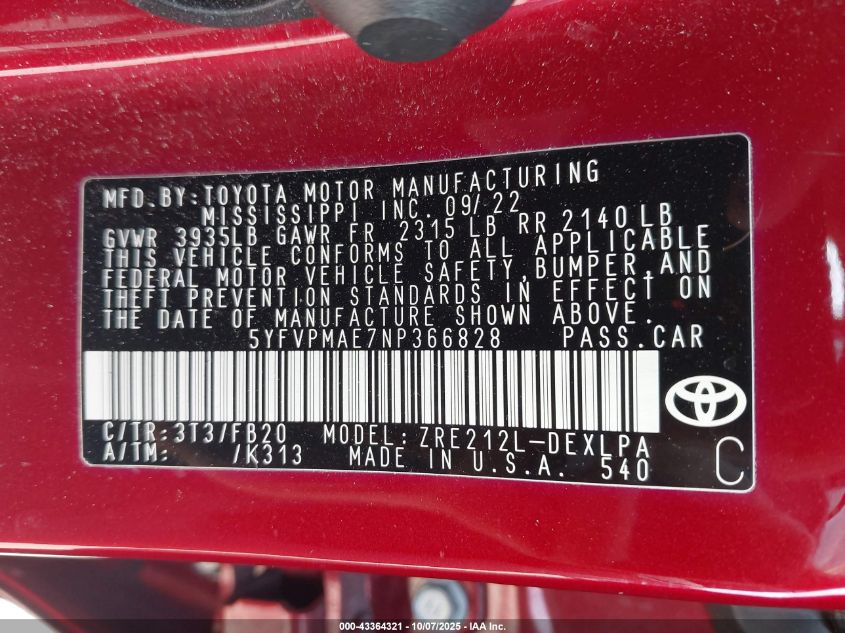 MFD.BY:TOYOTA MOTOR MANUFACTURING
MISSISSIPPI INC. 09/22
GVWR 3935LB GAWR FR 2315 LB RR 2140 LB
THIS VEHICLE CONFORMS TO ALL APPLICABLE
FEDERAL MOTOR VEHICLE SAFETY,BUMPER,AND
THEFT PREVENTION STANDARDS IN EFFECT ON
THE DATE OF MANUFACTURE SHOWN ABOVE.
5YFVPMAE7NP366828 PASS.CAR
C/TR:3T3/FB20 MODEL:ZRE212L-DEXLPA
A/TM: /K313 MADE IN U.S.A. 540 C
000-43364321 | 10/07/2025 | IAA Inc.